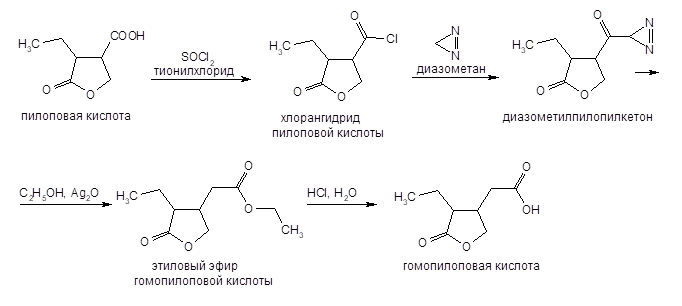 H₃C COOH
O O
пилоповая кислота
SOCl₂
тионилхлорид
H₃C O Cl
O O
хлорангидрид
пилоповой кислоты
N N
диазометан
H₃C O N N
O O
диазометилпилопилкетон
C₂H₅OH, Ag₂O
H₃C O O CH₃
O O
этиловый эфир
гомопилоповой кислоты
HCl, H₂O
H₃C O OH
O O
гомопилоповая кислота